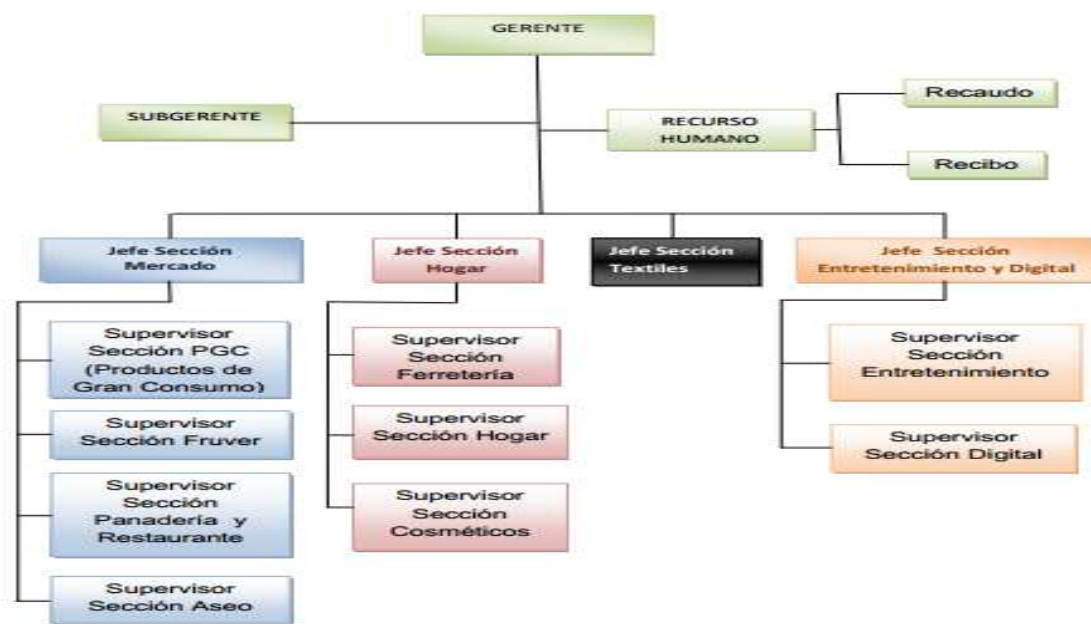 GERENTE
SUBGERENTE
RECURSO
HUMANO
Recaudo
Recibo
Jefe Sección
Mercado
Jefe Sección
Hogar
Jefe Sección
Textiles
Jefe Sección
Entretenimiento y Digital
Supervisor
Sección PGC
(Productos de
Gran Consumo)
Supervisor
Sección Fruver
Supervisor
Sección
Panadería y
Restaurante
Supervisor
Sección Aseo
Supervisor
Sección
Ferretería
Supervisor
Sección Hogar
Supervisor
Sección
Cosméticos
Supervisor
Sección
Entretenimiento
Supervisor
Sección Digital